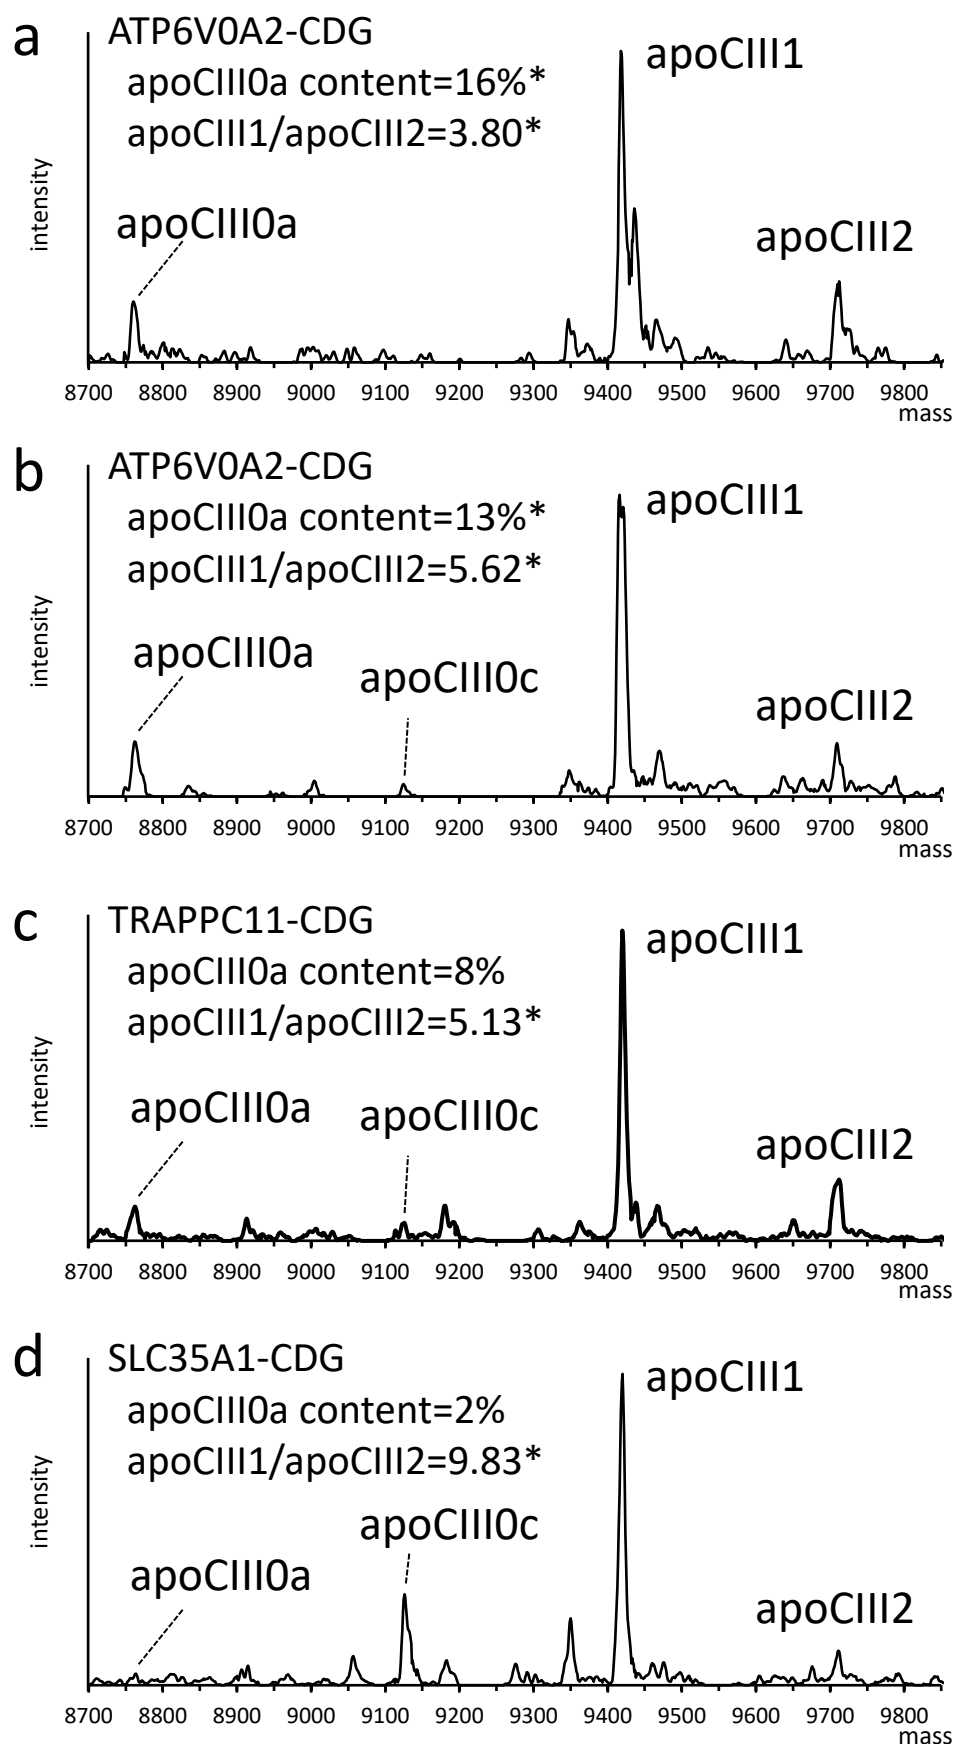 a
ATP6V0A2-CDG
apoCIII0a content=16%*
apoCIII1/apoCIII2=3.80*
apoCIII1
apoCIII0a
apoCIII2
intensity
8700 8800 8900 9000 9100 9200 9300 9400 9500 9600 9700 9800
mass
b
ATP6V0A2-CDG
apoCIII0a content=13%*
apoCIII1/apoCIII2=5.62*
apoCIII1
apoCIII0a
apoCIII0c
apoCIII2
intensity
8700 8800 8900 9000 9100 9200 9300 9400 9500 9600 9700 9800
mass
c
TRAPPC11-CDG
apoCIII0a content=8%
apoCIII1/apoCIII2=5.13*
apoCIII1
apoCIII0a
apoCIII0c
apoCIII2
intensity
8700 8800 8900 9000 9100 9200 9300 9400 9500 9600 9700 9800
mass
d
SLC35A1-CDG
apoCIII0a content=2%
apoCIII1/apoCIII2=9.83*
apoCIII1
apoCIII0c
apoCIII0a
apoCIII2
intensity
8700 8800 8900 9000 9100 9200 9300 9400 9500 9600 9700 9800
mass